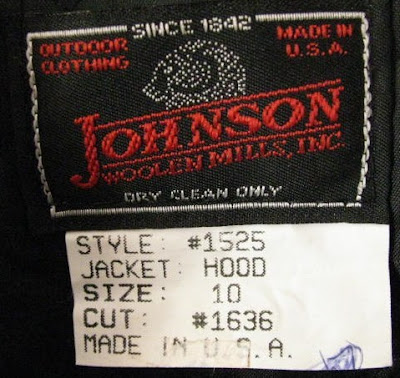 SINCE 1842
OUTDOOR CLOTHING
MADE IN U.S.A.
JOHNSON
WOOLEN MILLS, INC.
DRY CLEAN ONLY
STYLE: #1525
JACKET: HOOD
SIZE: 10
CUT: #1636
MADE IN U.S.A.